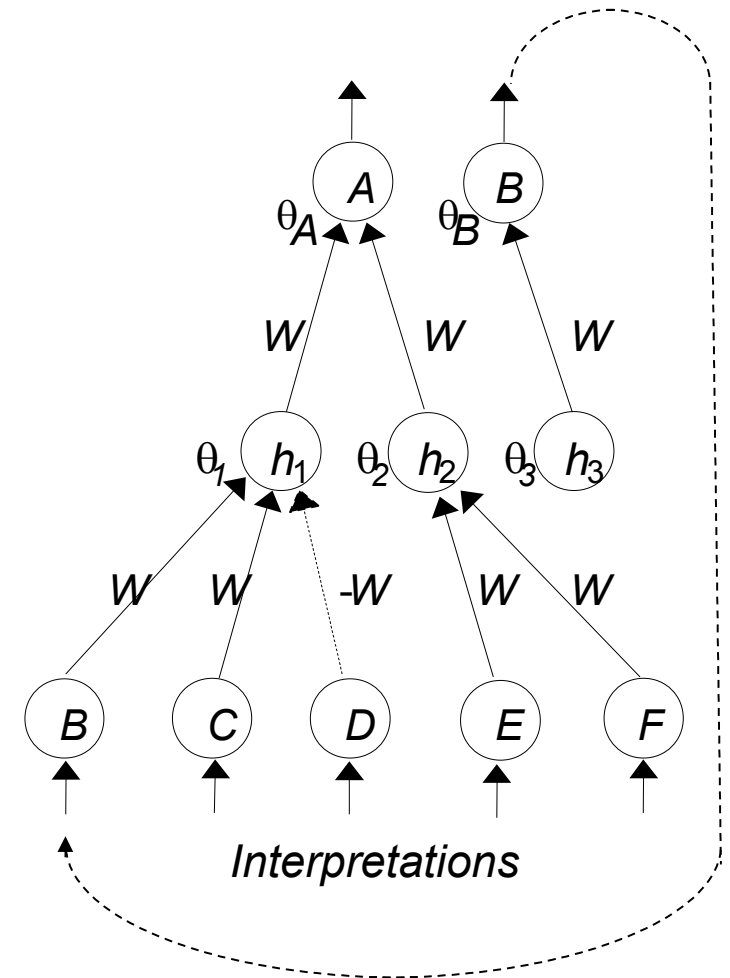 A B
θA θB
W W W
θ1 h1 θ2 h2 θ3 h3
W W -W W W
B C D E F
Interpretations